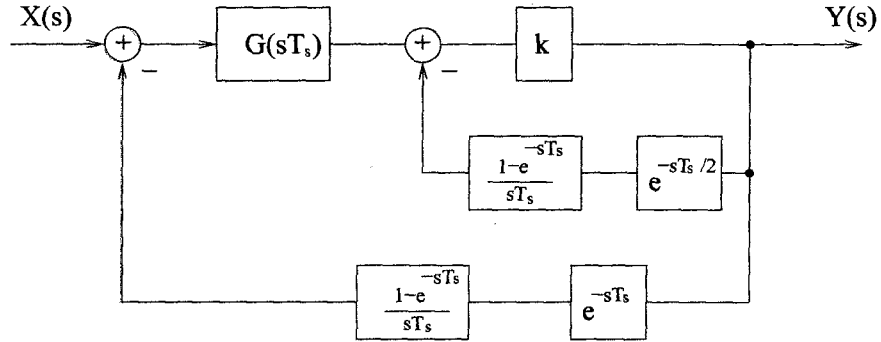 X(s)
Y(s)
+
G(sTₛ)
+
k
−
−
1−e^{−sTₛ}
sTₛ
e^{−sTₛ/2}
1−e^{−sTₛ}
sTₛ
e^{−sTₛ}